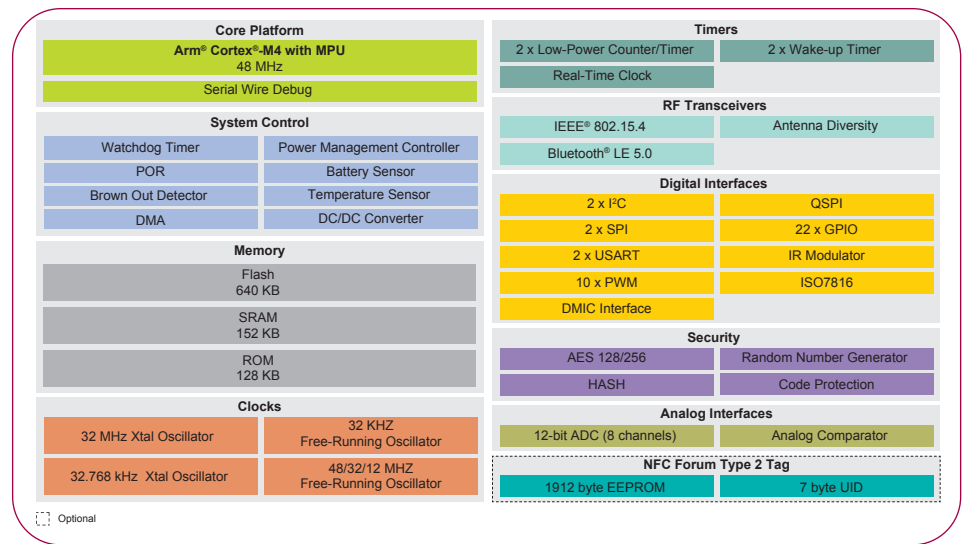 Core Platform
Arm® Cortex®-M4 with MPU
48 MHz
Serial Wire Debug
System Control
Watchdog Timer
Power Management Controller
POR
Battery Sensor
Brown Out Detector
Temperature Sensor
DMA
DC/DC Converter
Memory
Flash
640 KB
SRAM
152 KB
ROM
128 KB
Clocks
32 MHz Xtal Oscillator
32 KHZ
Free-Running Oscillator
32.768 kHz Xtal Oscillator
48/32/12 MHZ
Free-Running Oscillator
Optional
Timers
2 x Low-Power Counter/Timer
2 x Wake-up Timer
Real-Time Clock
RF Transceivers
IEEE® 802.15.4
Antenna Diversity
Bluetooth® LE 5.0
Digital Interfaces
2 x I²C
QSPI
2 x SPI
22 x GPIO
2 x USART
IR Modulator
10 x PWM
ISO7816
DMIC Interface
Security
AES 128/256
Random Number Generator
HASH
Code Protection
Analog Interfaces
12-bit ADC (8 channels)
Analog Comparator
NFC Forum Type 2 Tag
1912 byte EEPROM
7 byte UID